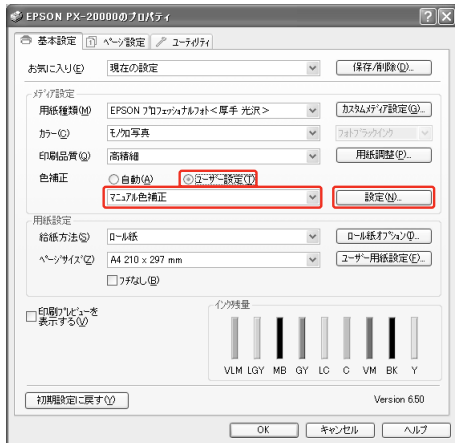 EPSON PX-20000のプロパティ
基本設定 ページ設定 ユーティリティ
お気に入り(E) 現在の設定 保存/削除(D)...
メディア設定
用紙種類(M) EPSON プロフェッショナルフォト<厚手 光沢> カスタムメディア設定(G)...
カラー(C) モノクロ写真 フォトブラックインク
印刷品質(Q) 高精細 用紙調整(P)...
色補正 自動(A) ユーザー設定(T)
マニュアル色補正 設定(N)...
用紙設定
給紙方法(S) ロール紙 ロール紙オプション(I)...
ページサイズ(Z) A4 210 x 297 mm ユーザー用紙設定(F)...
フチなし(B)
印刷プレビューを
表示する(V)
インク残量
VLM LGY MB GY LC C VM BK Y
初期設定に戻す(Y) Version 6.50
OK キャンセル ヘルプ